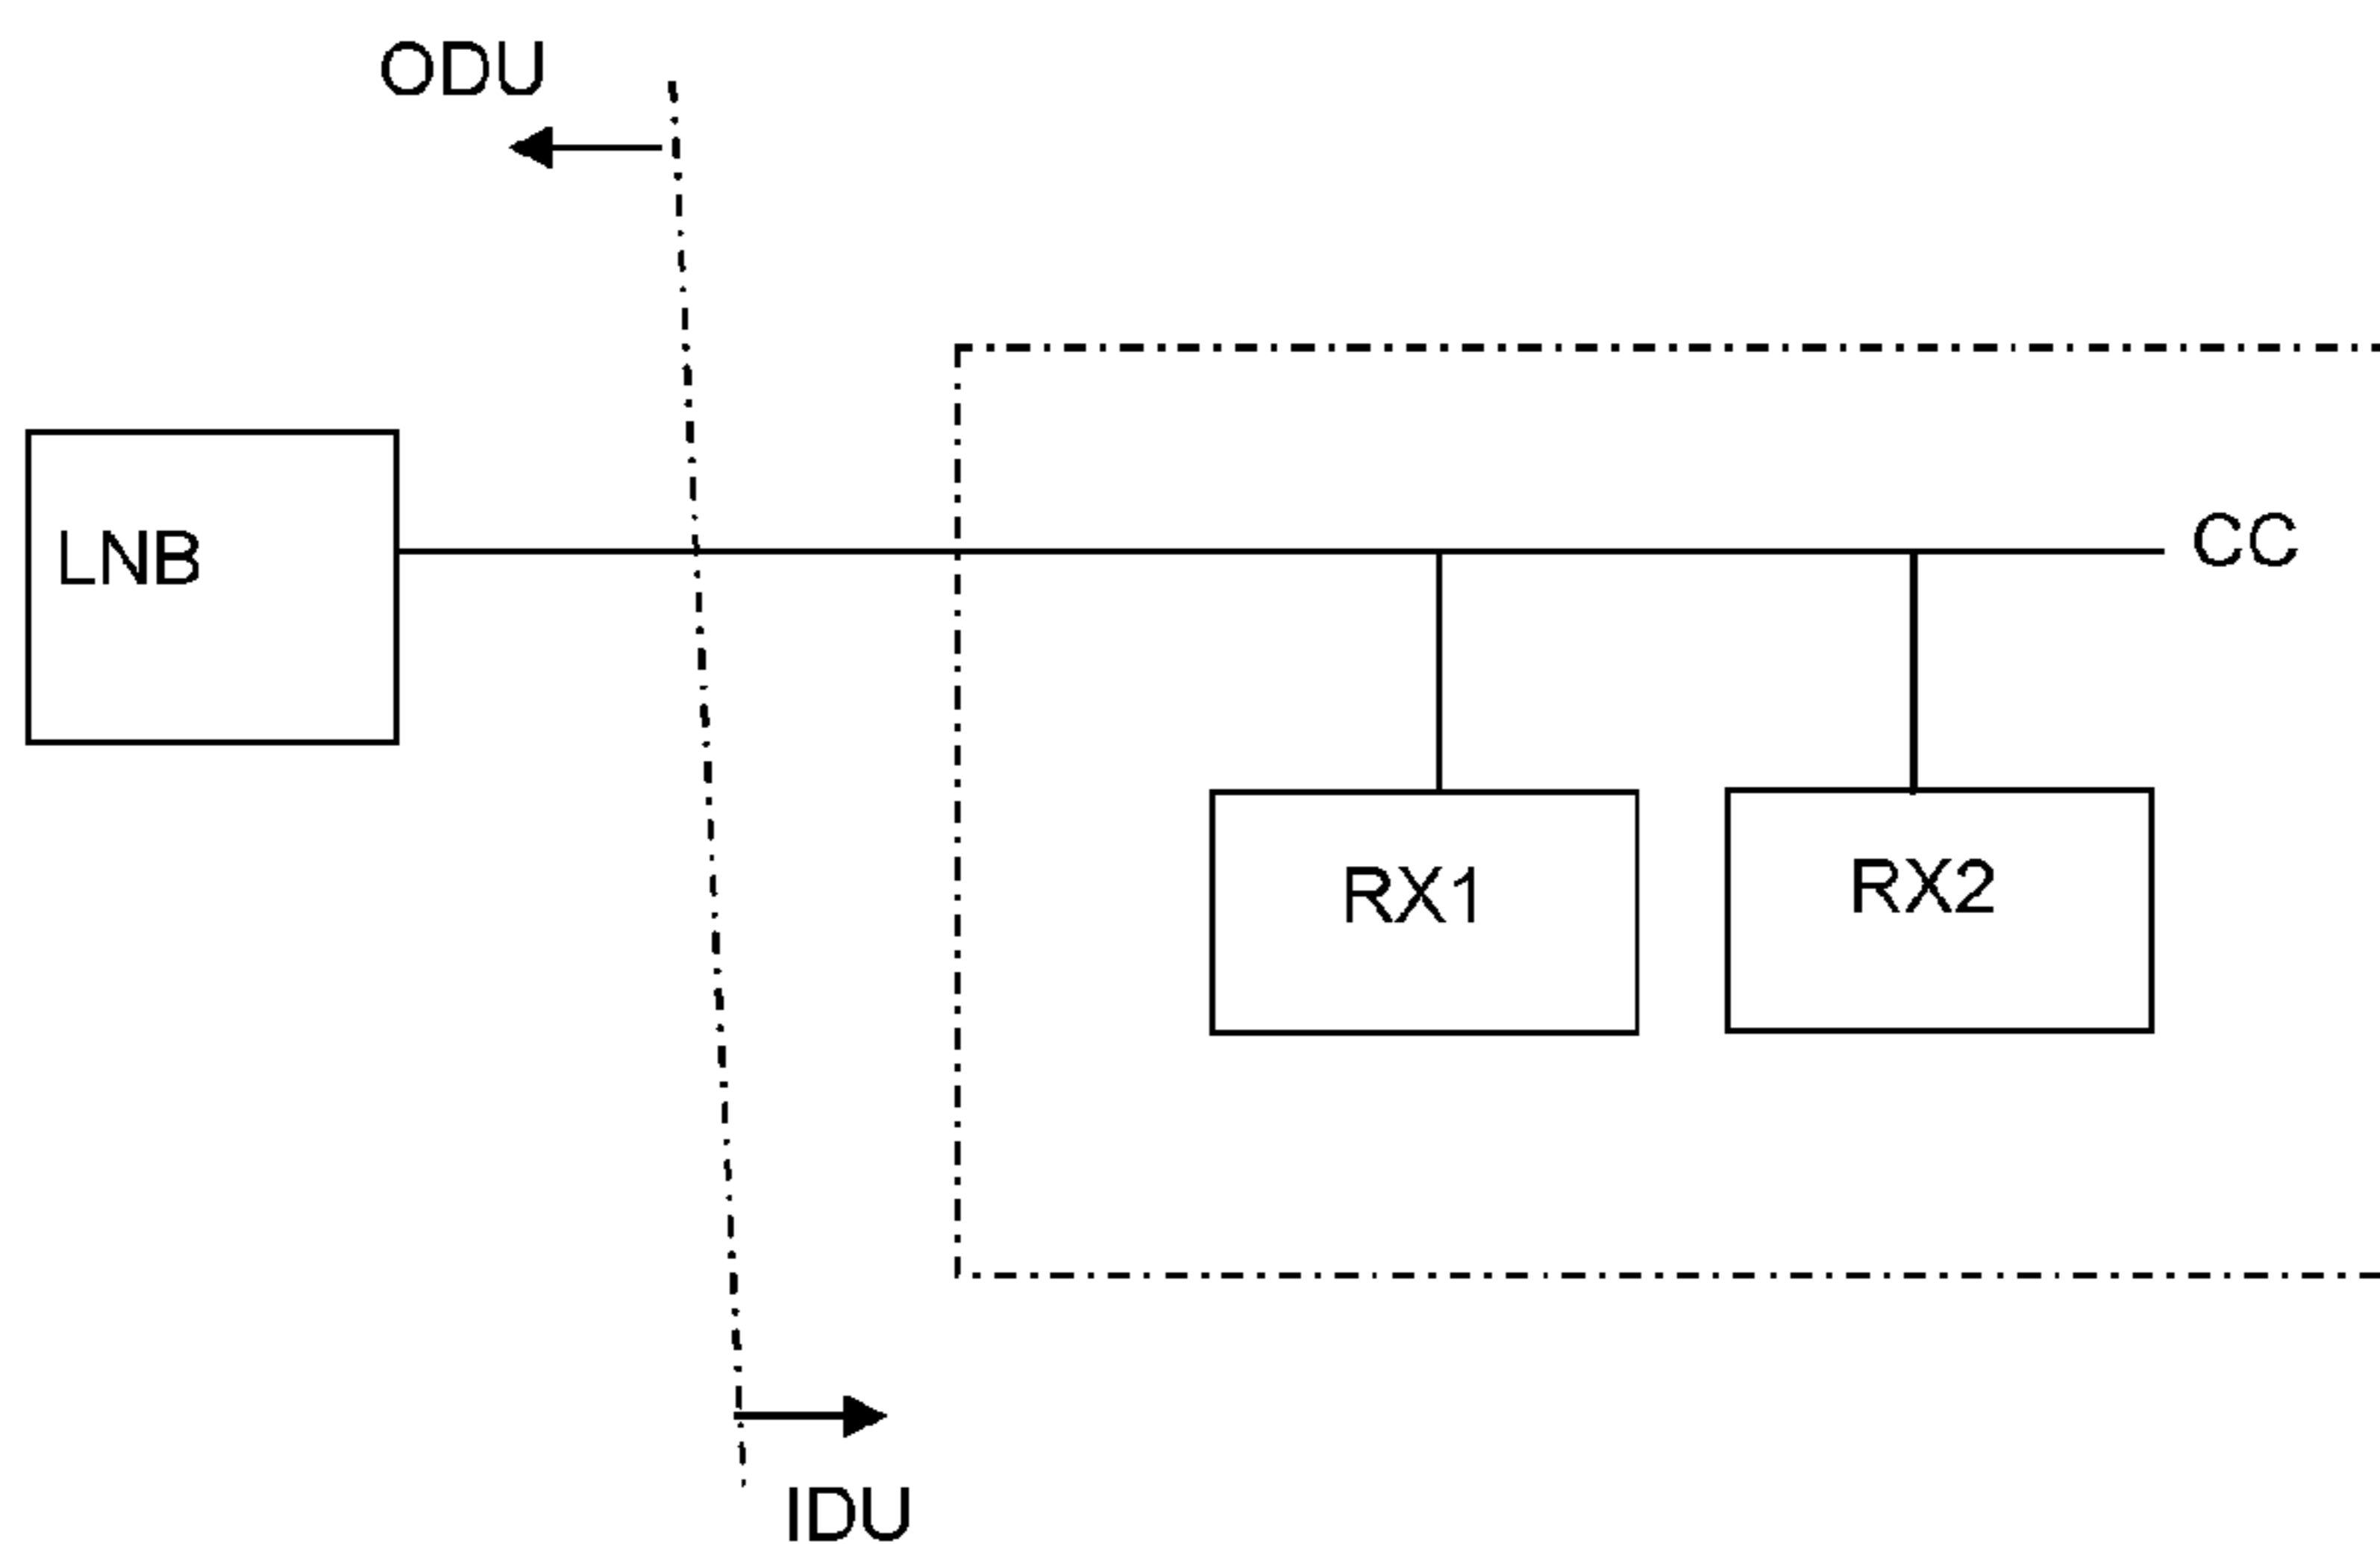 ODU
LNB
CC
RX1
RX2
IDU